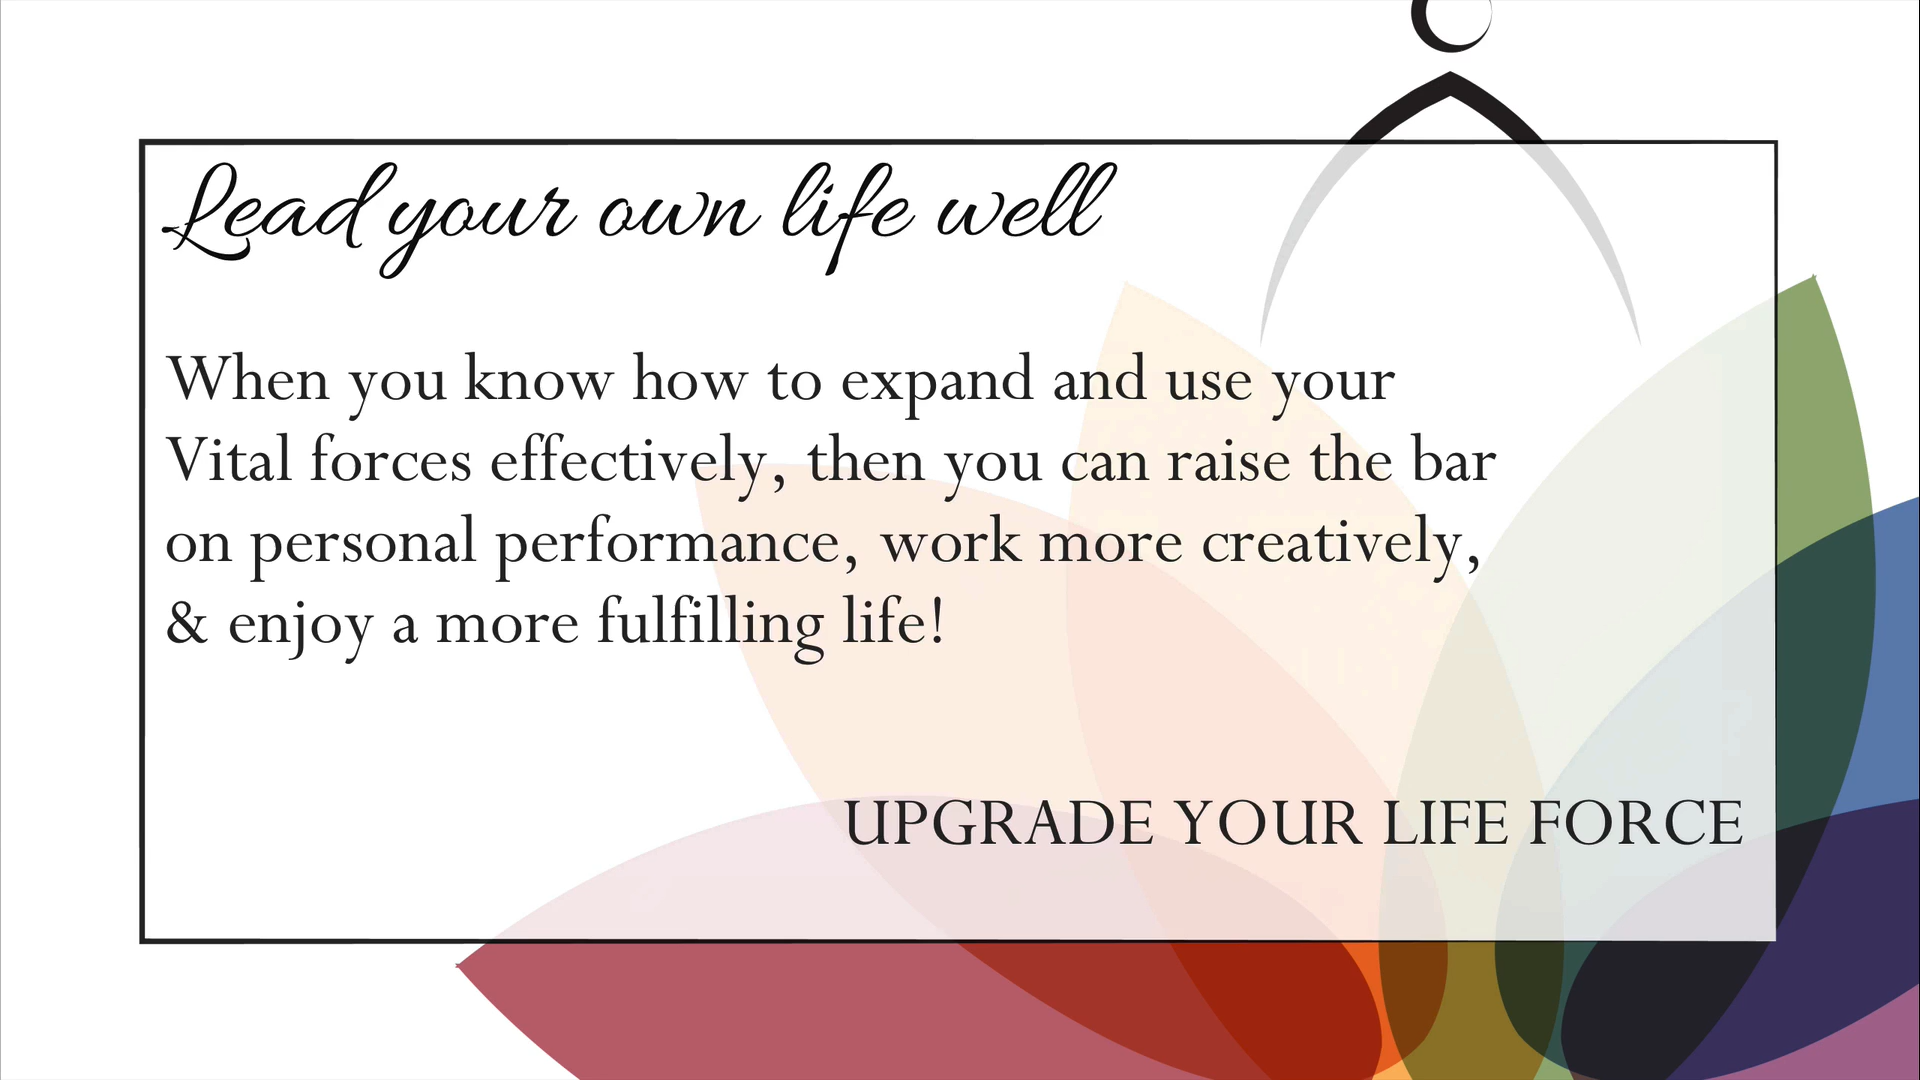 Lead your own life well
When you know how to expand and use your
Vital forces effectively, then you can raise the bar
on personal performance, work more creatively,
& enjoy a more fulfilling life!
UPGRADE YOUR LIFE FORCE